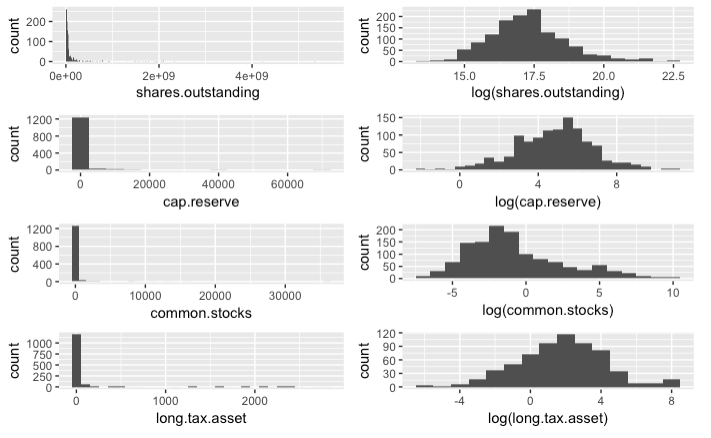 count
200
100
0
0e+00 2e+09 4e+09
shares.outstanding
count
200
150
100
50
0
15.0 17.5 20.0 22.5
log(shares.outstanding)
count
1200
800
400
0
0 20000 40000 60000
cap.reserve
count
150
100
50
0
0 4 8
log(cap.reserve)
count
1200
800
400
0
0 10000 20000 30000
common.stocks
count
200
150
100
50
0
-5 0 5 10
log(common.stocks)
count
1000
750
500
250
0
0 1000 2000
long.tax.asset
count
120
90
60
30
0
-4 0 4 8
log(long.tax.asset)